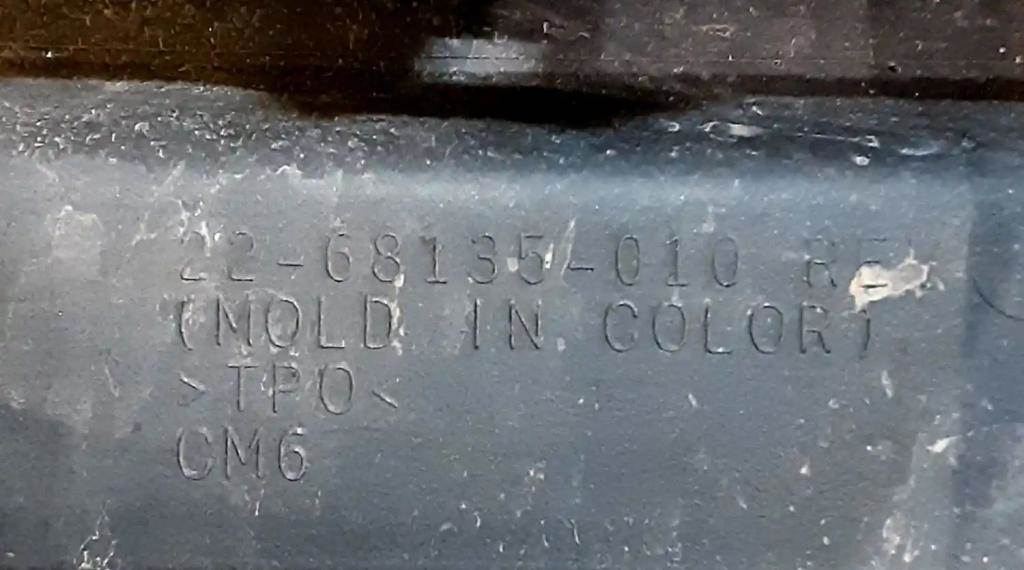 22-68135-010
(MOLD IN COLOR)
>TPO<
CM6